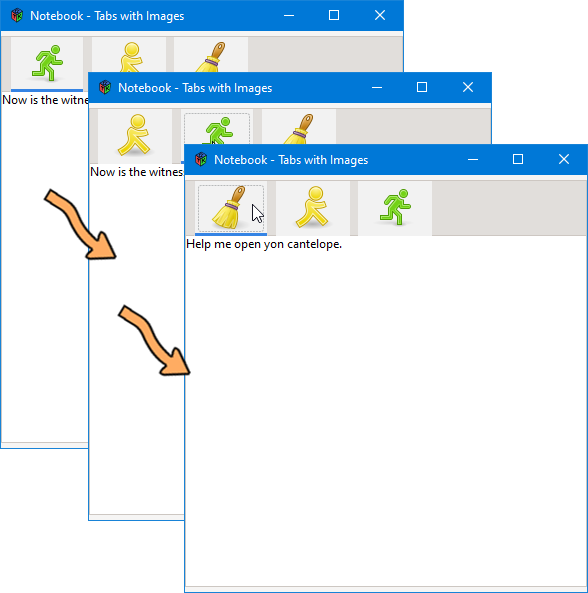 Notebook - Tabs with Images
Now is the witne
Notebook - Tabs with Images
Now is the witnes
Notebook - Tabs with Images
Help me open yon cantelope.